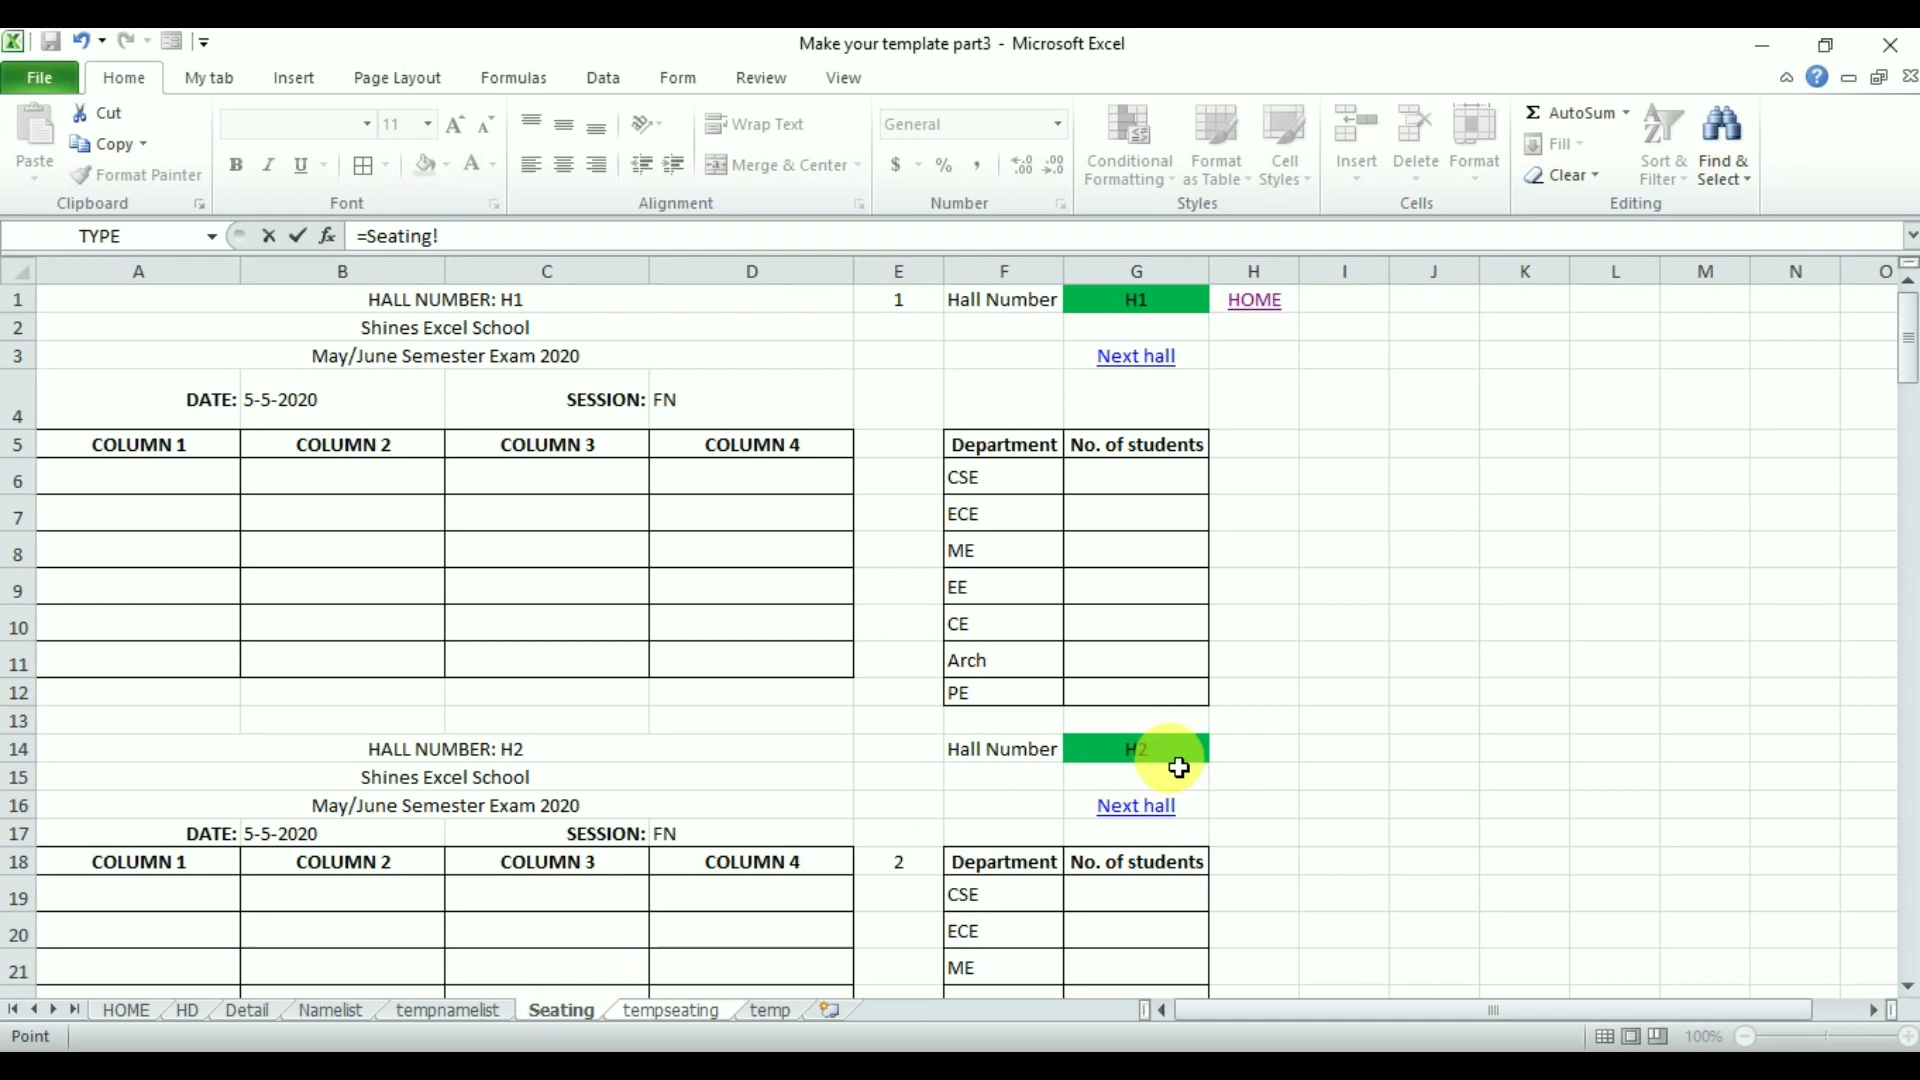 Make your template part3 - Microsoft Excel
File Home My tab Insert Page Layout Formulas Data Form Review View
Paste
Cut
Copy
Format Painter
Clipboard
11
B I U
Font
Wrap Text
Merge & Center
Alignment
General
$ % ,
Number
Conditional Formatting
Format as Table
Cell Styles
Styles
Insert Delete Format
Cells
Σ AutoSum
Fill
Clear
Sort & Filter
Find & Select
Editing
TYPE fx =Seating!
A B C D E F G H I J K L M N O
1 HALL NUMBER: H1 1 Hall Number H1 HOME
2 Shines Excel School
3 May/June Semester Exam 2020 Next hall
4 DATE: 5-5-2020 SESSION: FN
5 COLUMN 1 COLUMN 2 COLUMN 3 COLUMN 4 Department No. of students
6 CSE
7 ECE
8 ME
9 EE
10 CE
11 Arch
12 PE
13
14 HALL NUMBER: H2 Hall Number H2
15 Shines Excel School
16 May/June Semester Exam 2020 Next hall
17 DATE: 5-5-2020 SESSION: FN
18 COLUMN 1 COLUMN 2 COLUMN 3 COLUMN 4 2 Department No. of students
19 CSE
20 ECE
21 ME
HOME HD Detail Namelist tempnamelist Seating tempseating temp
Point 100%